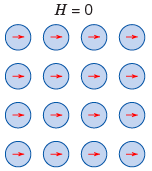 H = 0